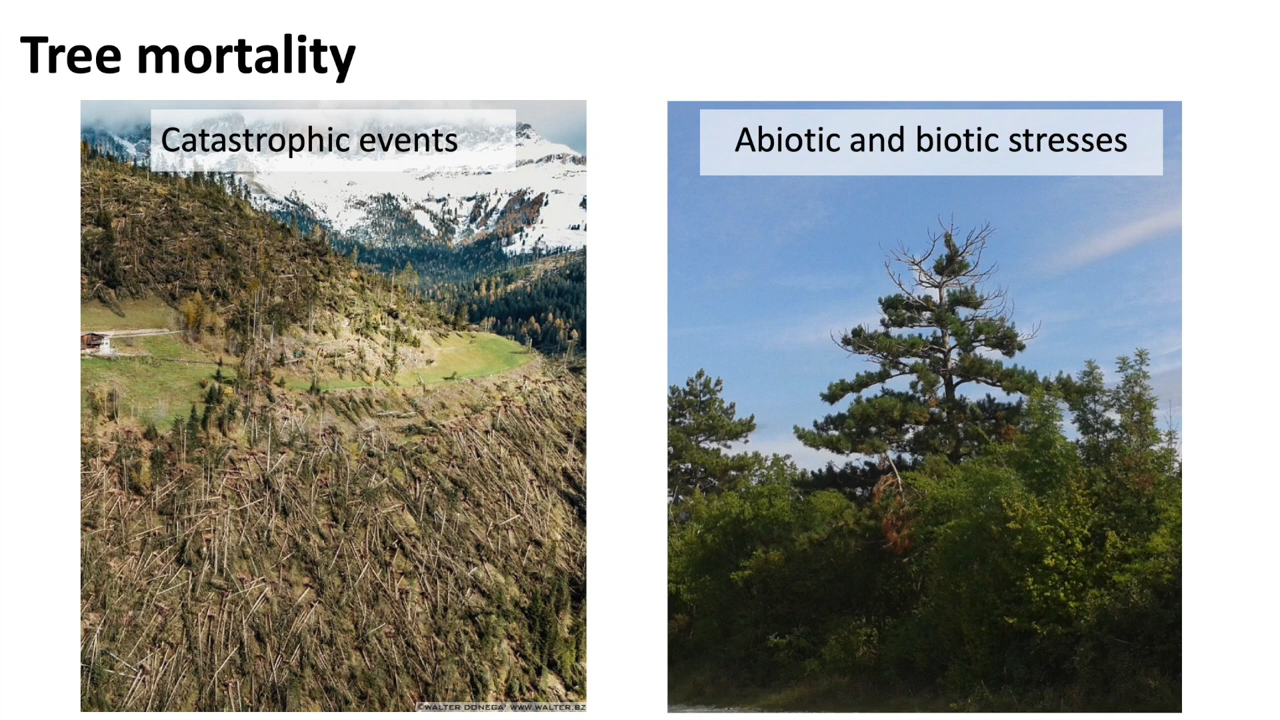 Tree mortality
Catastrophic events
Abiotic and biotic stresses
©WALTER DONEGA' WWW.WALTER.BZ